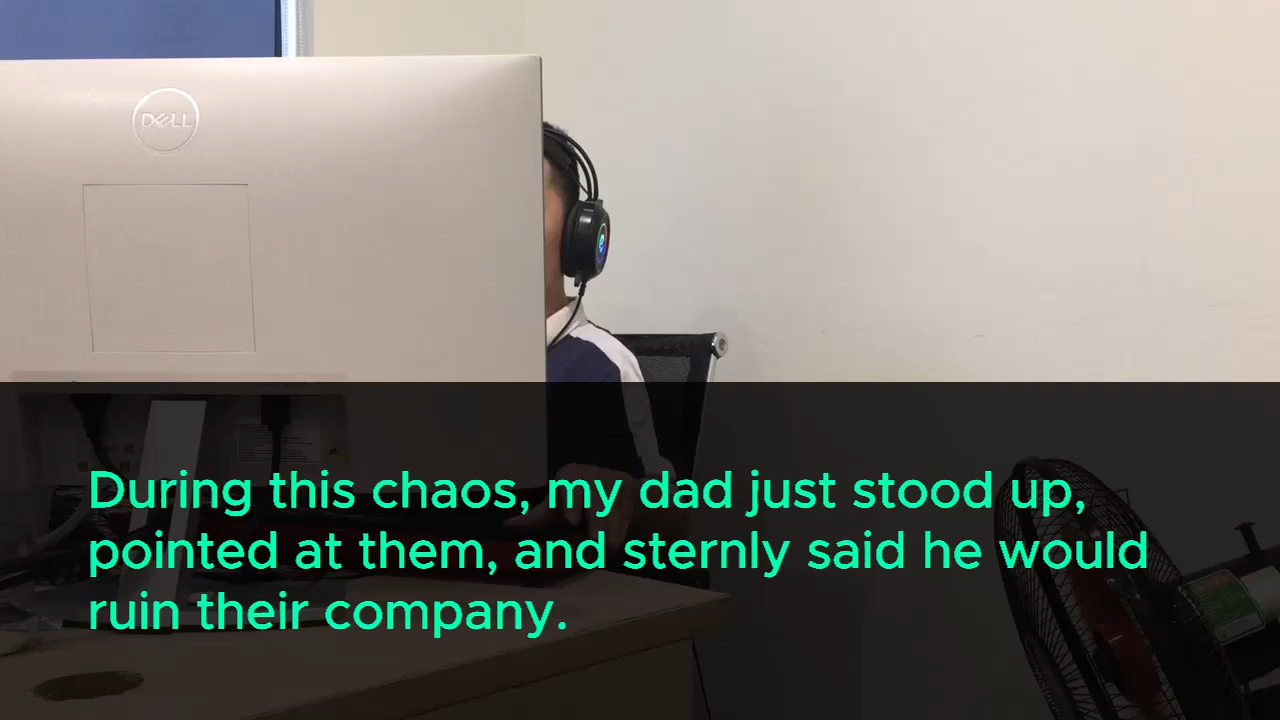 DELL
During this chaos, my dad just stood up,
pointed at them, and sternly said he would
ruin their company.